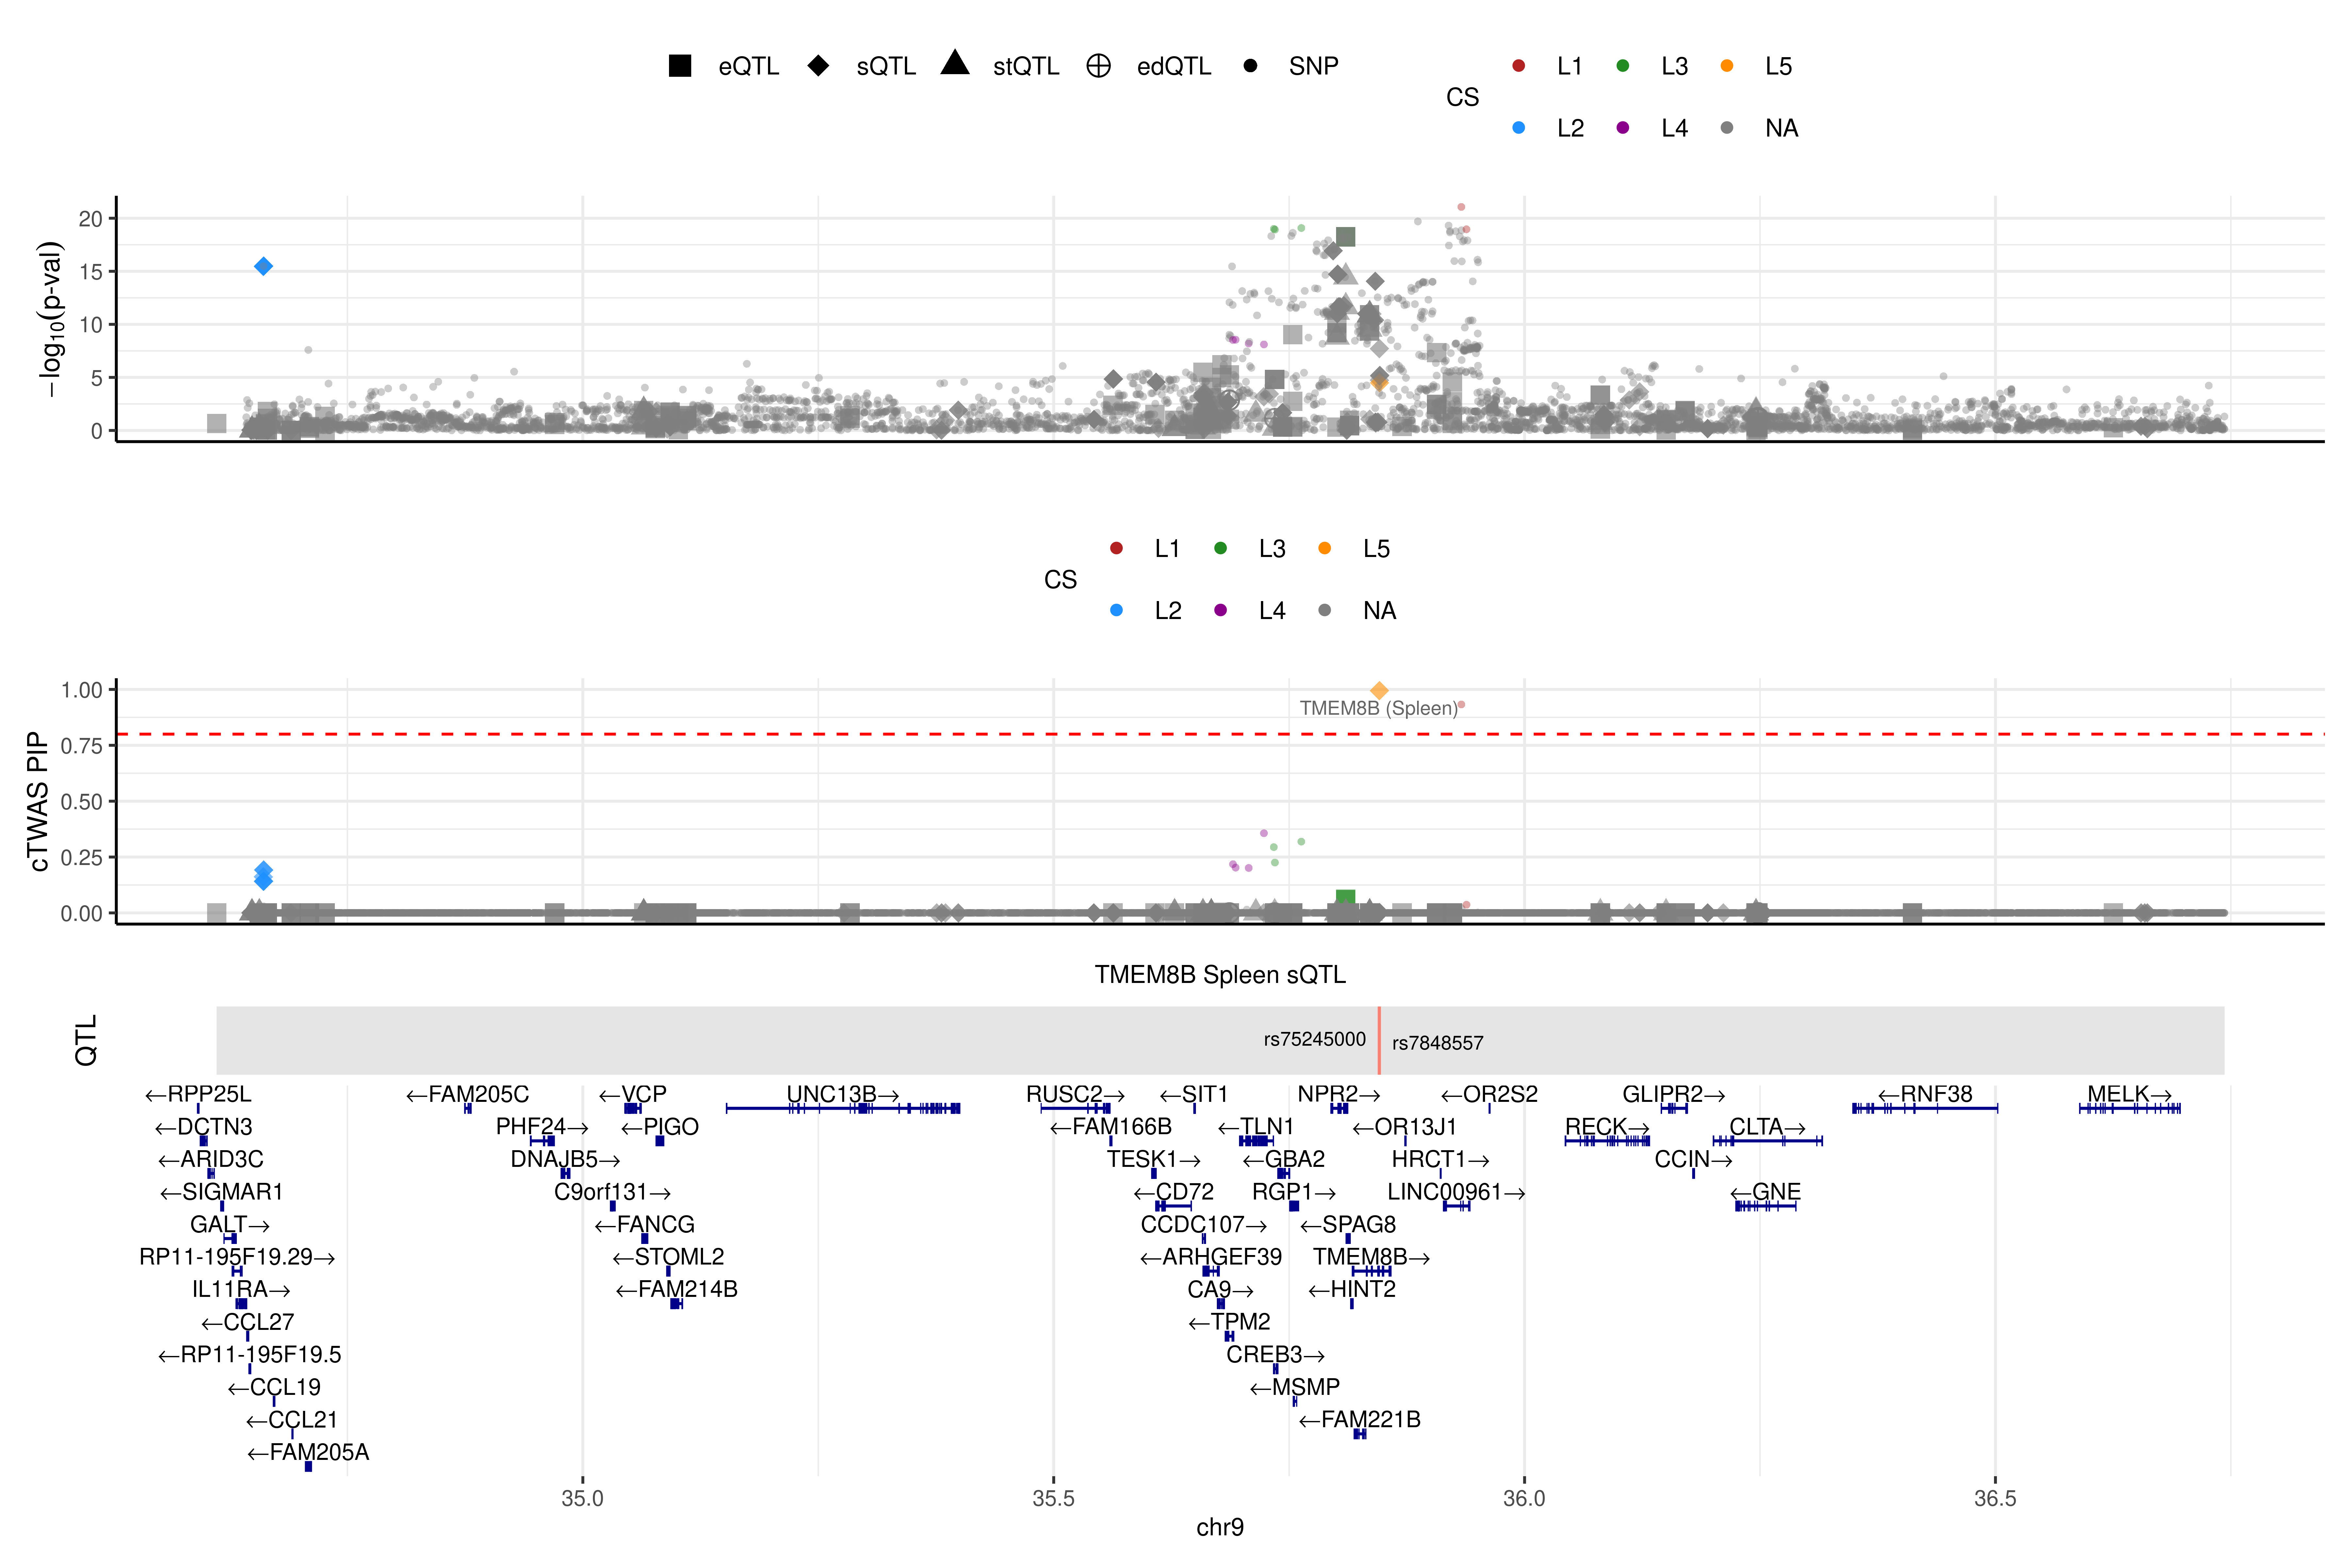 eQTL sQTL stQTL edQTL SNP
CS L1 L3 L5
L2 L4 NA
−log10(p-val)
20
15
10
5
0
CS L1 L3 L5
L2 L4 NA
cTWAS PIP
1.00
0.75
0.50
0.25
0.00
TMEM8B (Spleen)
TMEM8B Spleen sQTL
QTL
rs75245000 rs7848557
←RPP25L ←FAM205C ←VCP UNC13B→ RUSC2→ ←SIT1 NPR2→ ←OR2S2 GLIPR2→ ←RNF38 MELK→
←DCTN3 PHF24→ ←PIGO ←FAM166B ←TLN1 ←OR13J1 RECK→ CLTA→
←ARID3C DNAJB5→ TESK1→ ←GBA2 HRCT1→ CCIN→
←SIGMAR1 C9orf131→ ←CD72 RGP1→ LINC00961→ ←GNE
GALT→ ←FANCG CCDC107→ ←SPAG8
RP11-195F19.29→ ←STOML2 ←ARHGEF39 TMEM8B→
IL11RA→ ←FAM214B CA9→ ←HINT2
←CCL27 ←TPM2
←RP11-195F19.5 CREB3→
←CCL19 ←MSMP
←CCL21 ←FAM221B
←FAM205A
35.0 35.5 36.0 36.5
chr9